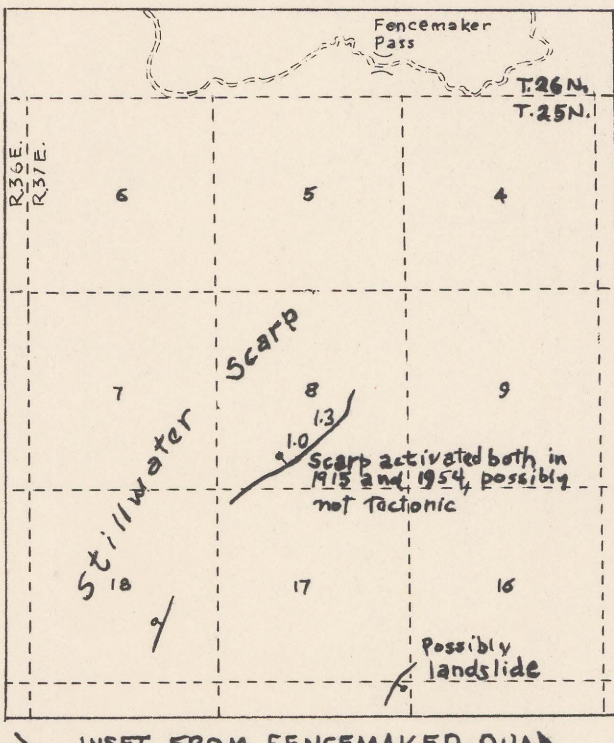 Fencemaker
Pass
T.26N.
T.25N.
R.36E.
R.37E.
6
5
4
Stillwater Scarp
7
8
9
1.3
1.0
Scarp activated both in
1915 and 1954, possibly
not Tectonic
18
17
16
Possibly
landslide
INSET FROM FENCEMAKER QUAD